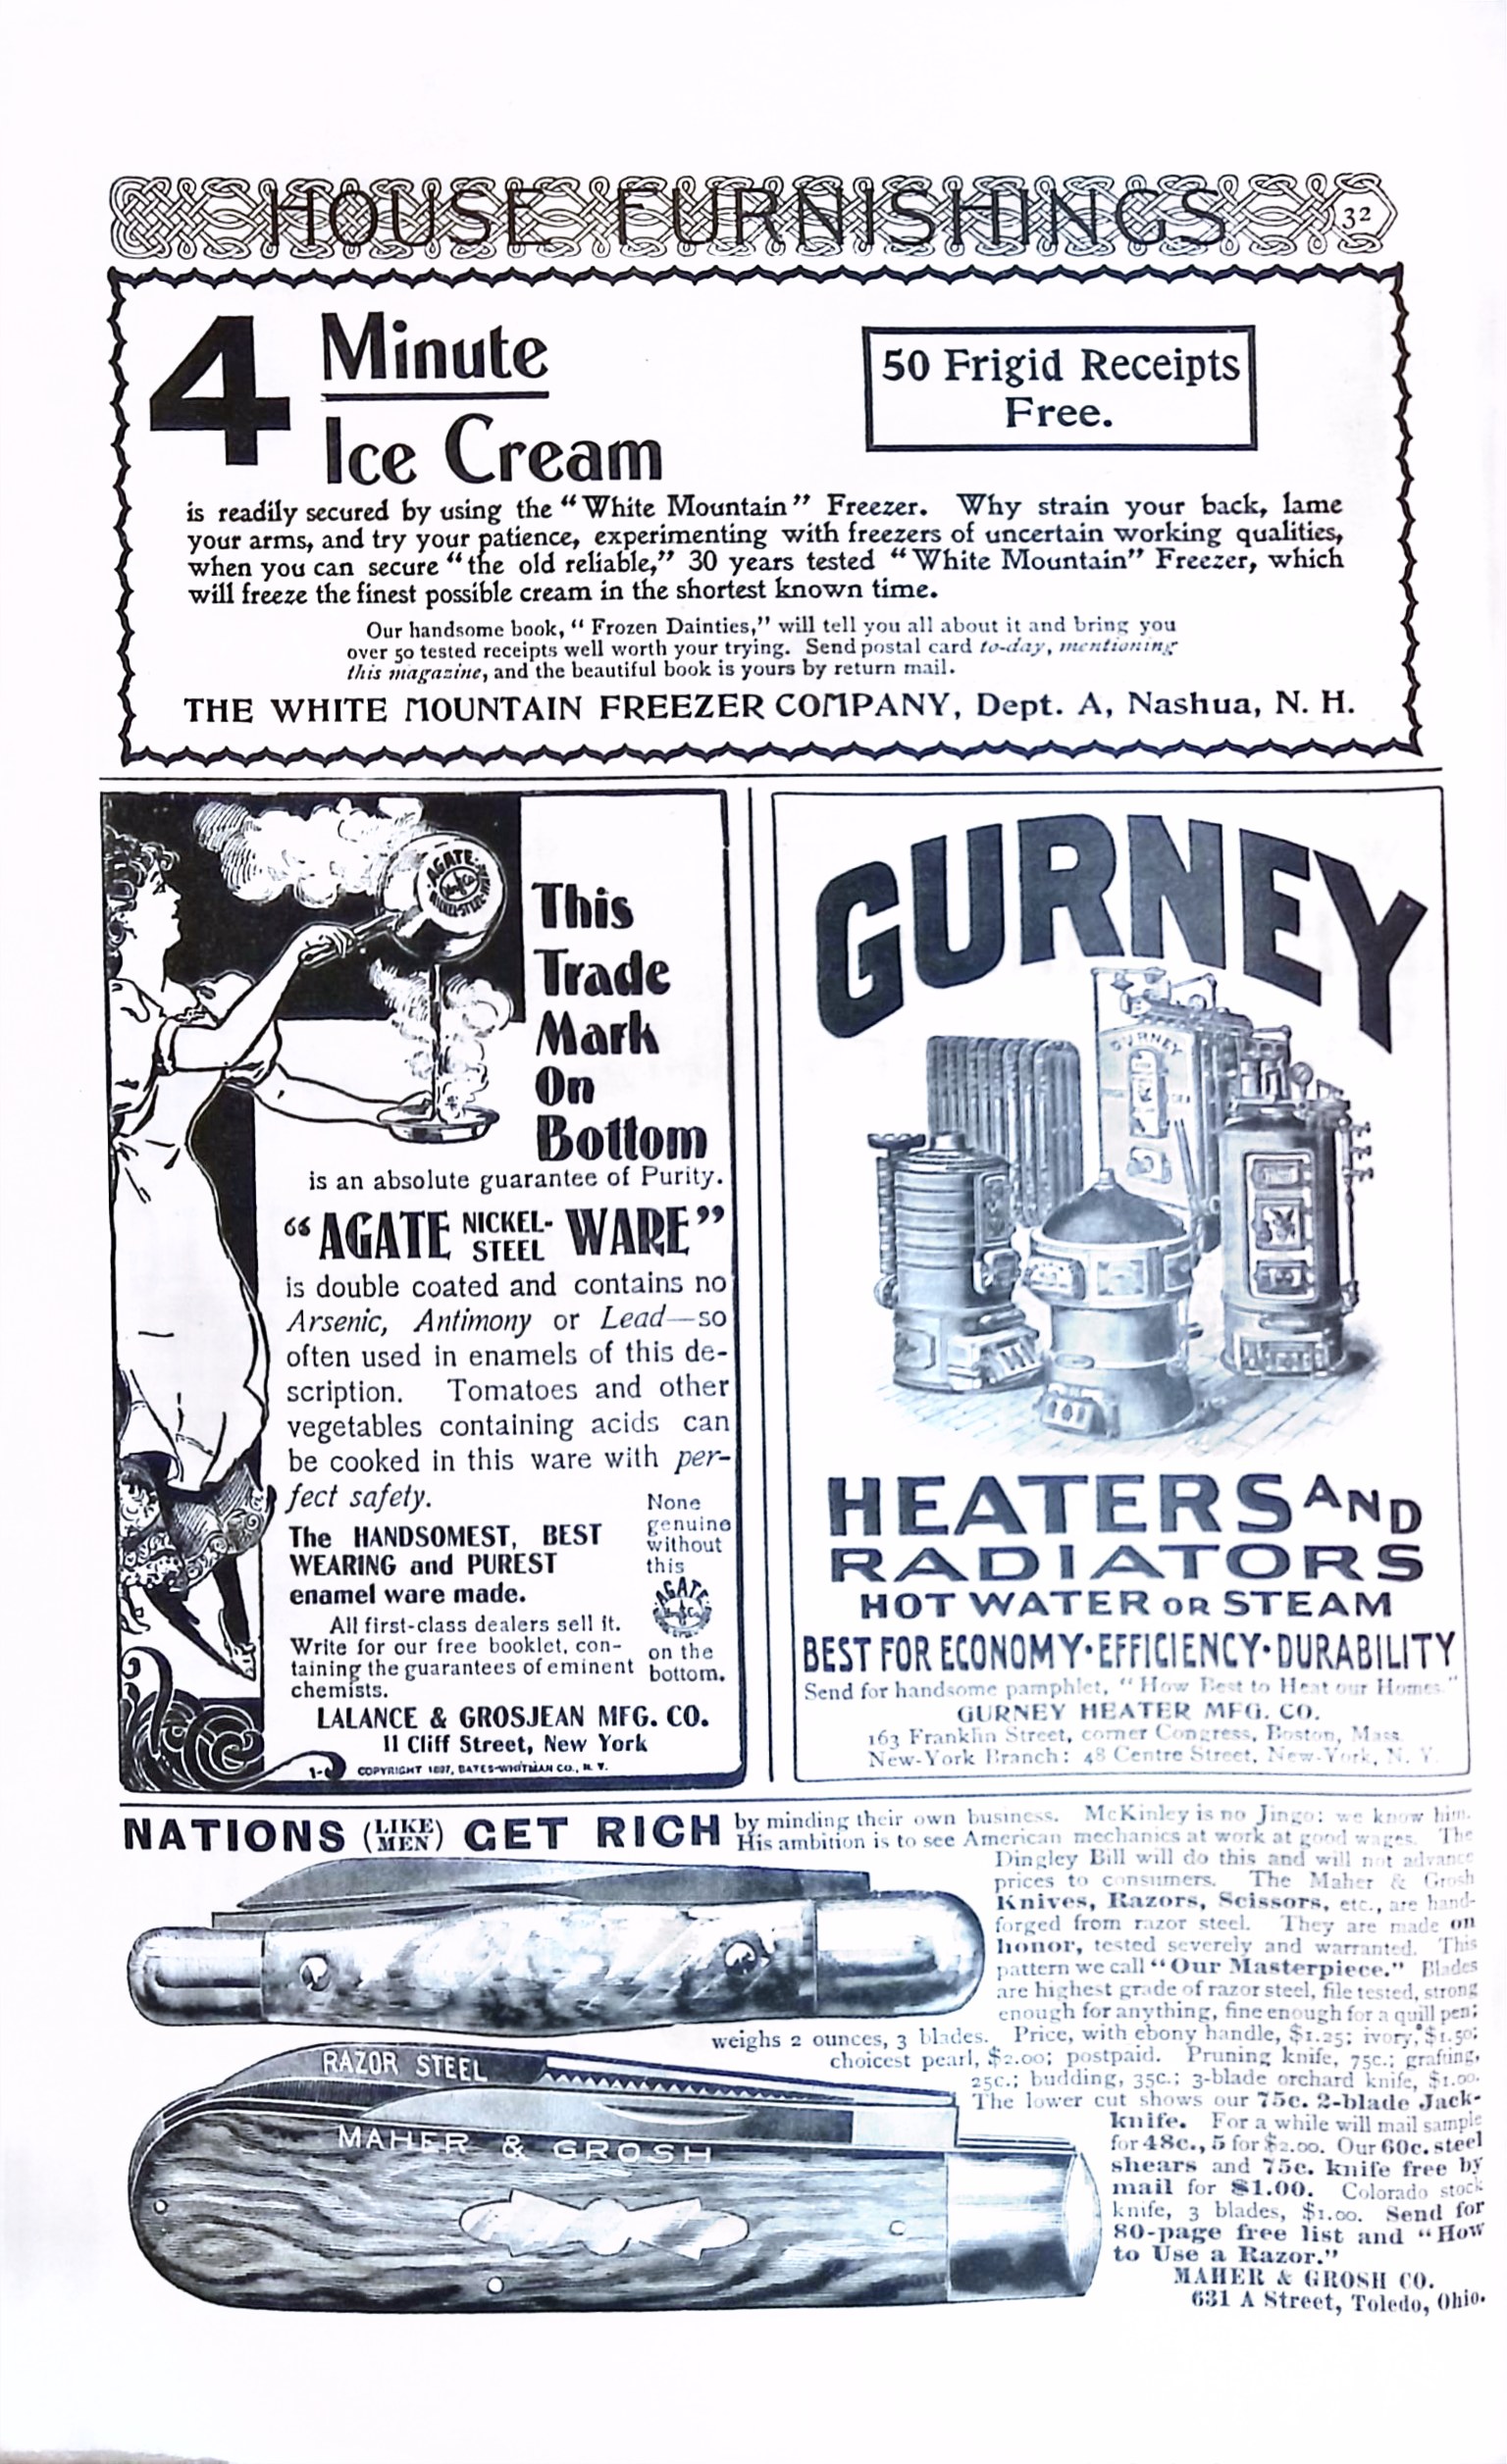 HOUSE FURNISHINGS
32
4 Minute
Ice Cream
50 Frigid Receipts
Free.
is readily secured by using the “White Mountain” Freezer. Why strain your back, lame
your arms, and try your patience, experimenting with freezers of uncertain working qualities,
when you can secure “the old reliable,” 30 years tested “White Mountain” Freezer, which
will freeze the finest possible cream in the shortest known time.
Our handsome book, “Frozen Dainties,” will tell you all about it and bring you
over 50 tested receipts well worth your trying. Send postal card to-day, mentioning
this magazine, and the beautiful book is yours by return mail.
THE WHITE MOUNTAIN FREEZER COMPANY, Dept. A, Nashua, N. H.
AGATE
NICKEL-STEEL-WARE
This
Trade
Mark
On
Bottom
is an absolute guarantee of Purity.
“AGATE NICKEL-STEEL WARE”
is double coated and contains no
Arsenic, Antimony or Lead—so
often used in enamels of this de-
scription. Tomatoes and other
vegetables containing acids can
be cooked in this ware with per-
fect safety.
The HANDSOMEST, BEST
WEARING and PUREST
enamel ware made.
All first-class dealers sell it.
Write for our free booklet, con-
taining the guarantees of eminent
chemists.
None
genuine
without
this
AGATE
on the
bottom.
LALANCE & GROSJEAN MFG. CO.
11 Cliff Street, New York
COPYRIGHT 1897, BATES-WHITMAN CO., N. Y.
GURNEY
GURNEY
HEATERS AND
RADIATORS
HOT WATER OR STEAM
BEST FOR ECONOMY·EFFICIENCY·DURABILITY
Send for handsome pamphlet, “How Best to Heat our Homes.”
GURNEY HEATER MFG. CO.
163 Franklin Street, corner Congress, Boston, Mass.
New-York Branch: 48 Centre Street, New-York, N. Y.
NATIONS (LIKE MEN) GET RICH by minding their own business. McKinley is no Jingo: we know him.
His ambition is to see American mechanics at work at good wages. The
Dingley Bill will do this and will not advance
prices to consumers. The Maher & Grosh
Knives, Razors, Scissors, etc., are hand-
forged from razor steel. They are made on
honor, tested severely and warranted. This
pattern we call “Our Masterpiece.” Blades
are highest grade of razor steel, file tested, strong
enough for anything, fine enough for a quill pen;
weighs 2 ounces, 3 blades. Price, with ebony handle, $1.25; ivory, $1.50;
choicest pearl, $2.00; postpaid. Pruning knife, 75c.; grafting,
25c.; budding, 35c.; 3-blade orchard knife, $1.00.
The lower cut shows our 75c. 2-blade Jack-
knife. For a while will mail sample
for 48c., 5 for $2.00. Our 60c. steel
shears and 75c. knife free by
mail for $1.00. Colorado stock
knife, 3 blades, $1.00. Send for
80-page free list and “How
to Use a Razor.”
MAHER & GROSH CO.
631 A Street, Toledo, Ohio.
RAZOR STEEL
MAHER & GROSH